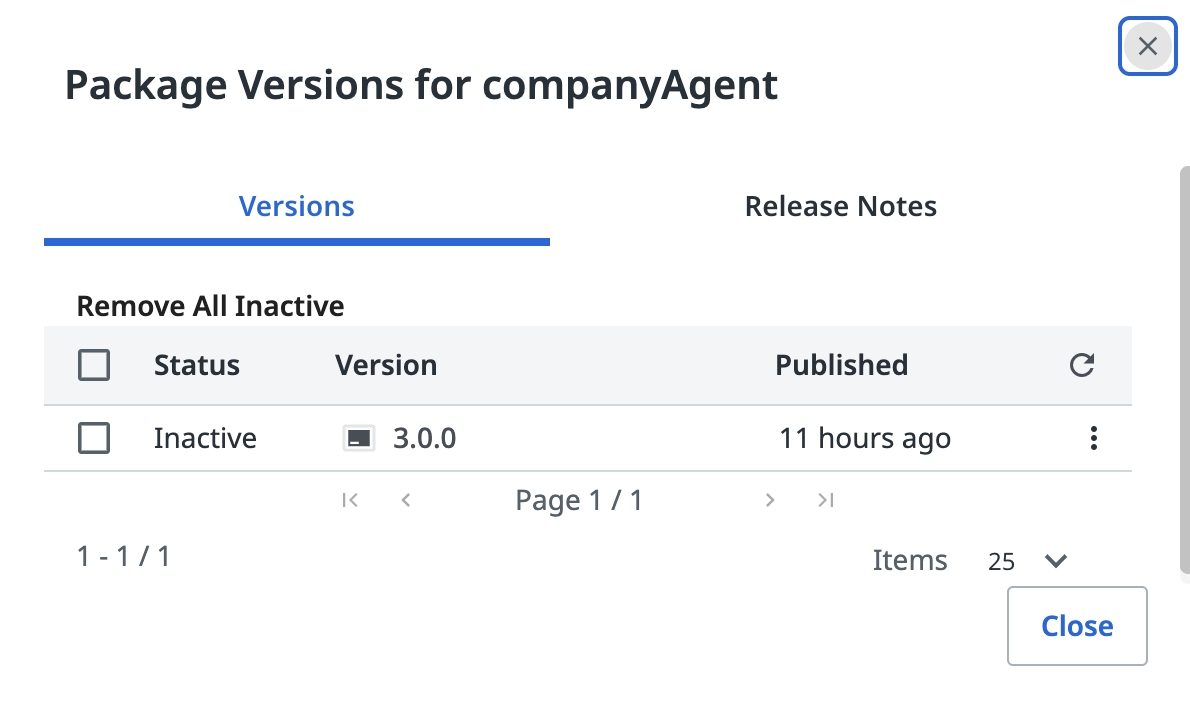 Package Versions for companyAgent
Versions Release Notes
Remove All Inactive
Status Version Published
Inactive 3.0.0 11 hours ago
Page 1 / 1
1 - 1 / 1 Items 25
Close